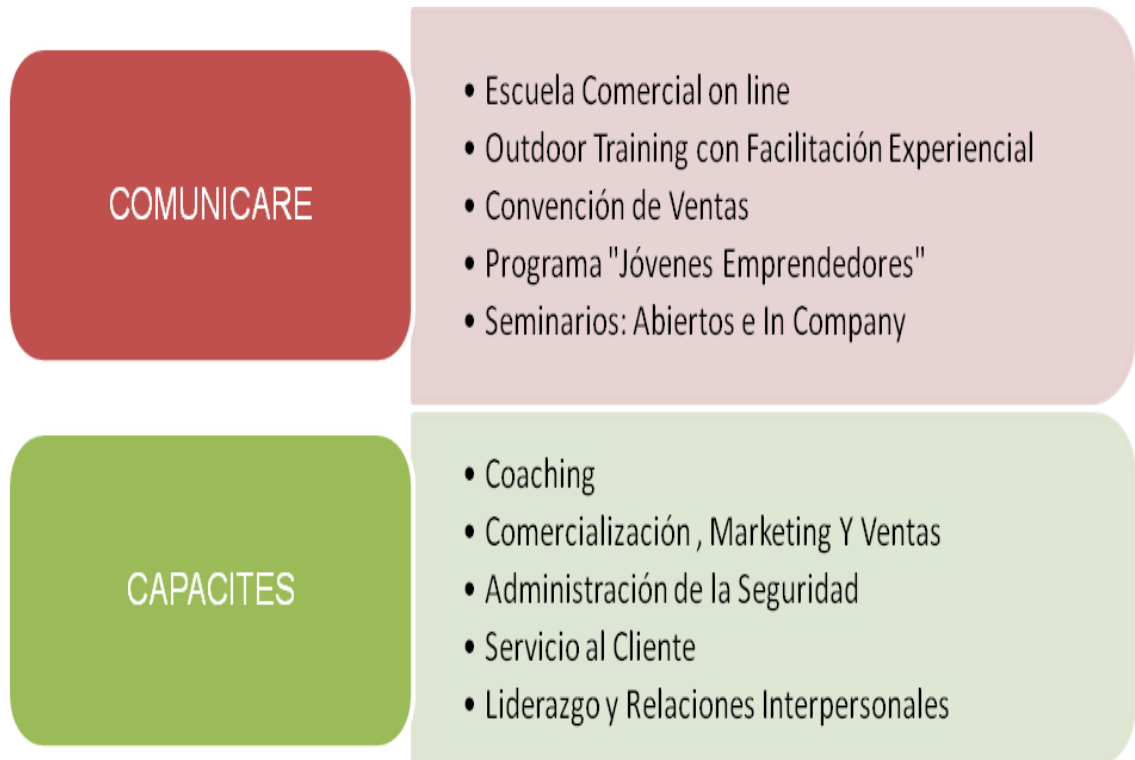 COMUNICARE
• Escuela Comercial on line
• Outdoor Training con Facilitación Experiencial
• Convención de Ventas
• Programa "Jóvenes Emprendedores"
• Seminarios: Abiertos e In Company
CAPACITES
• Coaching
• Comercialización , Marketing Y Ventas
• Administración de la Seguridad
• Servicio al Cliente
• Liderazgo y Relaciones Interpersonales